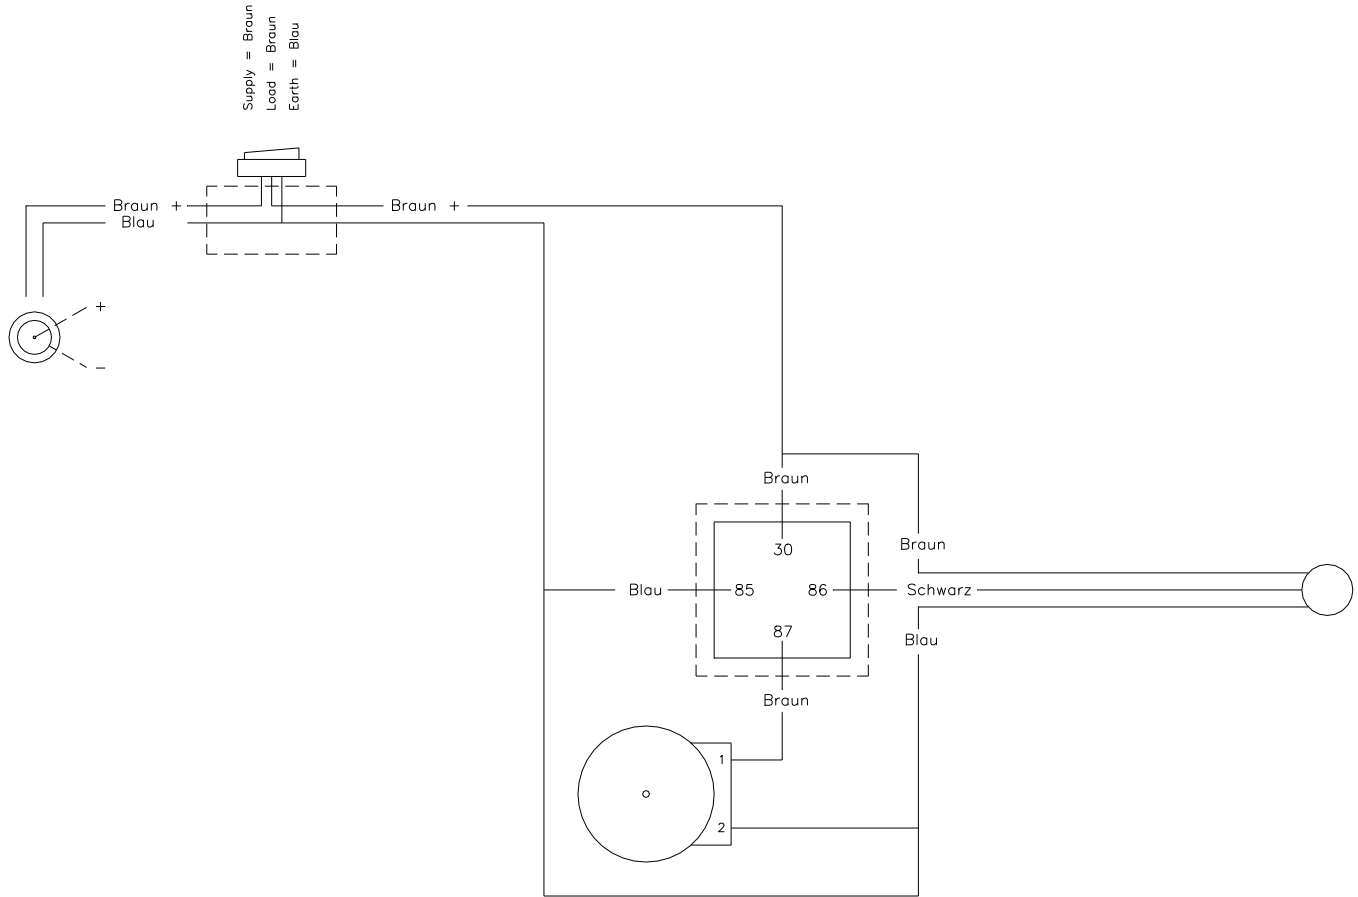 Supply = Braun
Load = Braun
Earth = Blau
Braun +
Braun +
Blau
+
−
Braun
30
Braun
Blau
85
86
Schwarz
87
Blau
Braun
1
2